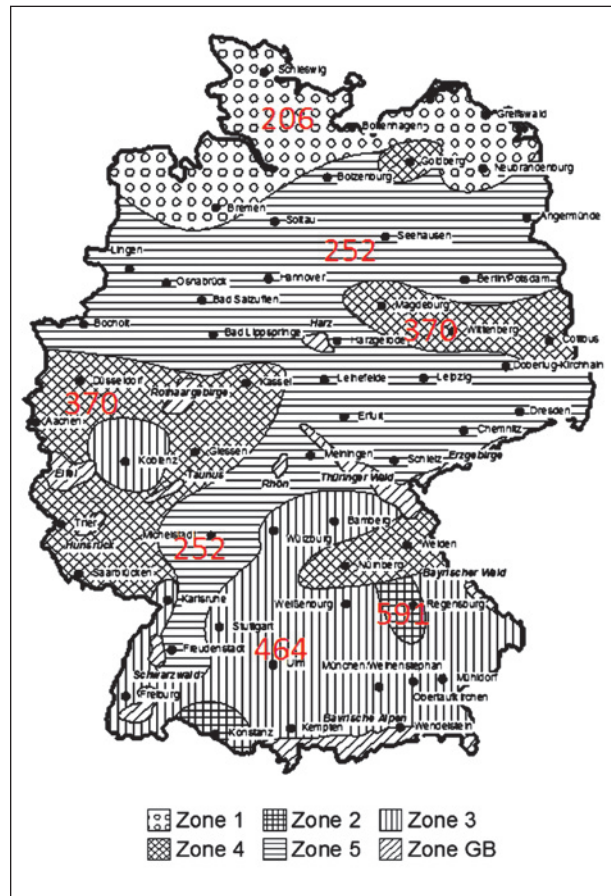 Schleswig
206
Greifswald
Boltenhagen
Goldberg
Boizenburg
Neubrandenburg
Bremen
Angermünde
Soltau
Seehausen
252
Lingen
Osnabrück
Hannover
Berlin/Potsdam
Bad Salzuflen
Magdeburg
Bocholt
Harz
370
Wittenberg
Bad Lippspringe
Harzgerode
Cottbus
Doberlug-Kirchhain
Düsseldorf
Kassel
Leinefelde
Leipzig
370
Rothaargebirge
Aachen
Erfurt
Dresden
Chemnitz
Giessen
Koblenz
Meiningen
Schleiz
Erzgebirge
Eifel
Taunus
Rhön
Thüringer Wald
Trier
Bamberg
Michelstadt
Würzburg
Hunsrück
252
Weiden
Nürnberg
Saarbrücken
Bayrischer Wald
Karlsruhe
Weißenburg
591
Regensburg
Stuttgart
Freudenstadt
464
Ulm
München/Weihenstephan
Schwarzwald
Mühldorf
Freiburg
Obertaufkirchen
Bayrische Alpen
Konstanz
Kempten
Wendelstein
Zone 1 Zone 2 Zone 3
Zone 4 Zone 5 Zone GB